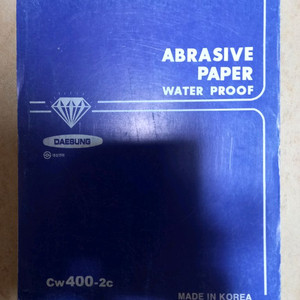 ABRASIVE
PAPER
WATER PROOF
DAESUNG
CW400-2c
MADE IN KOREA